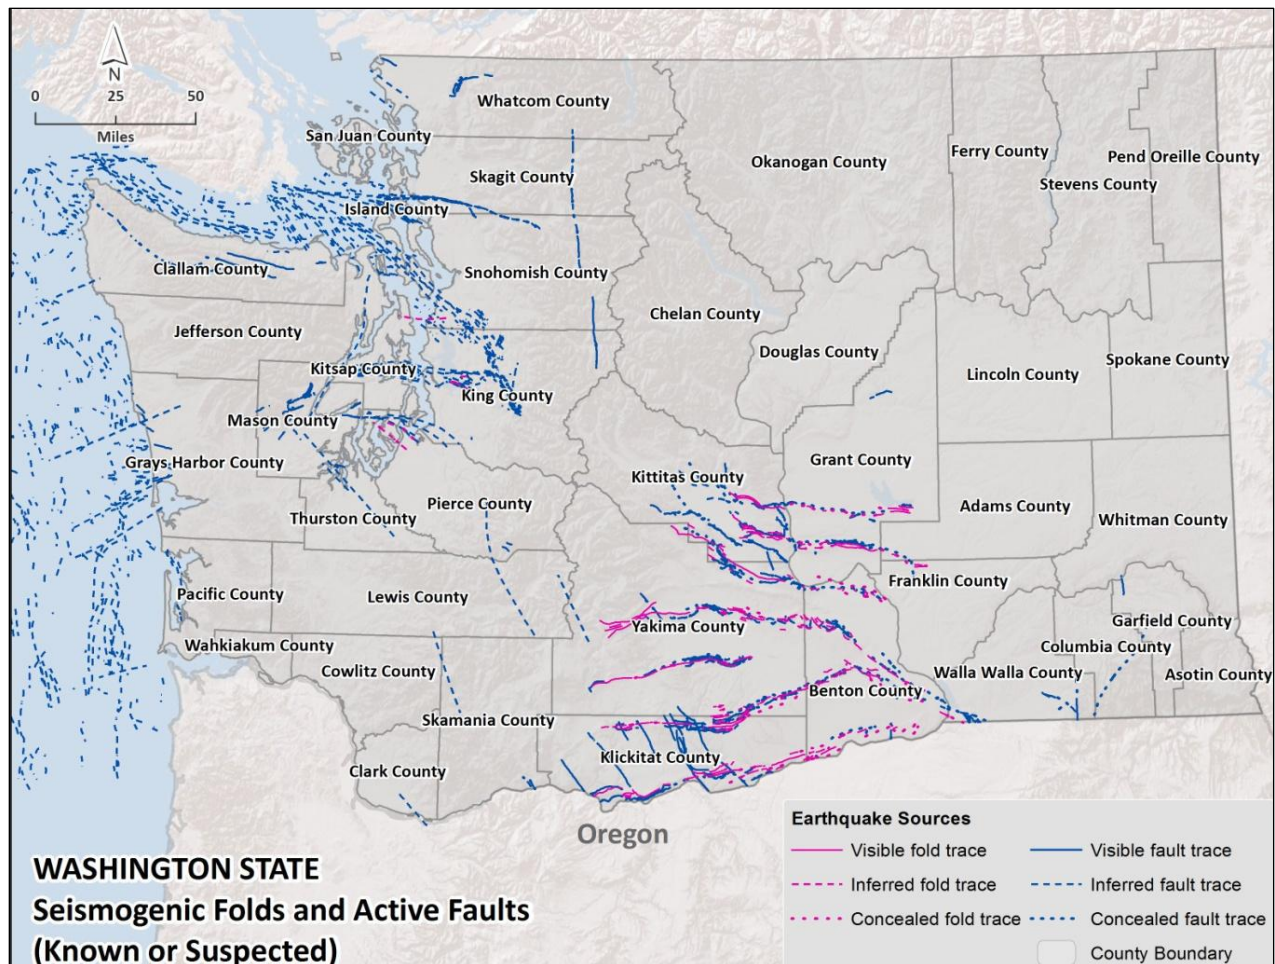 N
0 25 50
Miles
Whatcom County
San Juan County
Okanogan County
Ferry County
Pend Oreille County
Skagit County
Stevens County
Island County
Clallam County
Snohomish County
Jefferson County
Chelan County
Douglas County
Spokane County
Kitsap County
Lincoln County
King County
Mason County
Grays Harbor County
Kittitas County
Grant County
Pierce County
Adams County
Thurston County
Whitman County
Franklin County
Pacific County
Lewis County
Garfield County
Yakima County
Wahkiakum County
Columbia County
Cowlitz County
Walla Walla County
Asotin County
Benton County
Skamania County
Klickitat County
Clark County
Oregon
WASHINGTON STATE
Seismogenic Folds and Active Faults
(Known or Suspected)
Earthquake Sources
Visible fold trace
Visible fault trace
Inferred fold trace
Inferred fault trace
Concealed fold trace
Concealed fault trace
County Boundary